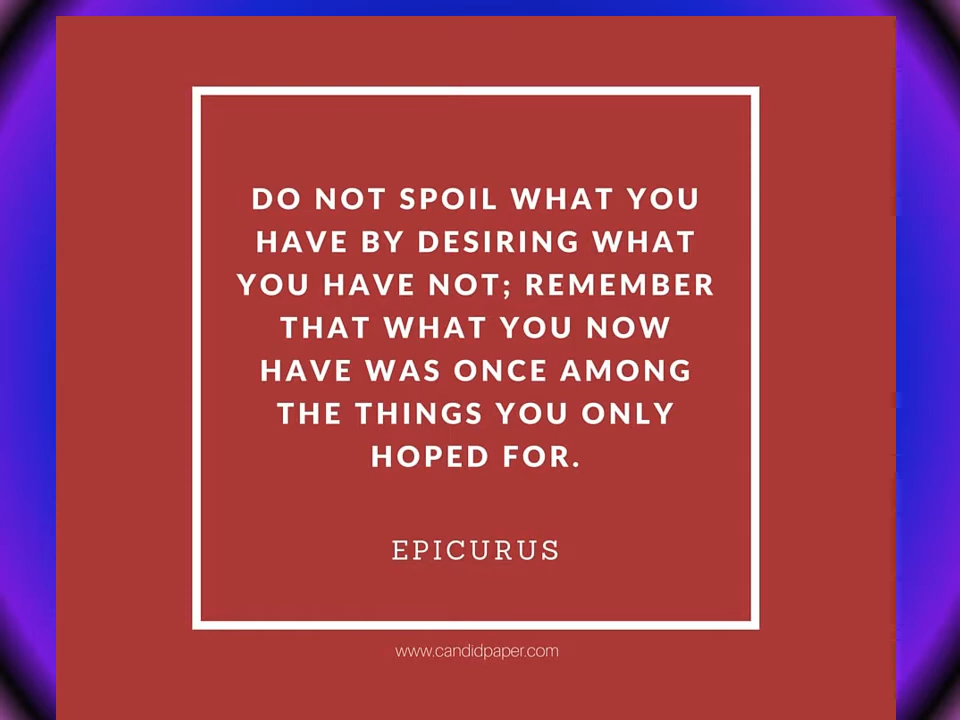 DO NOT SPOIL WHAT YOU
HAVE BY DESIRING WHAT
YOU HAVE NOT; REMEMBER
THAT WHAT YOU NOW
HAVE WAS ONCE AMONG
THE THINGS YOU ONLY
HOPED FOR.
EPICURUS
www.candidpaper.com